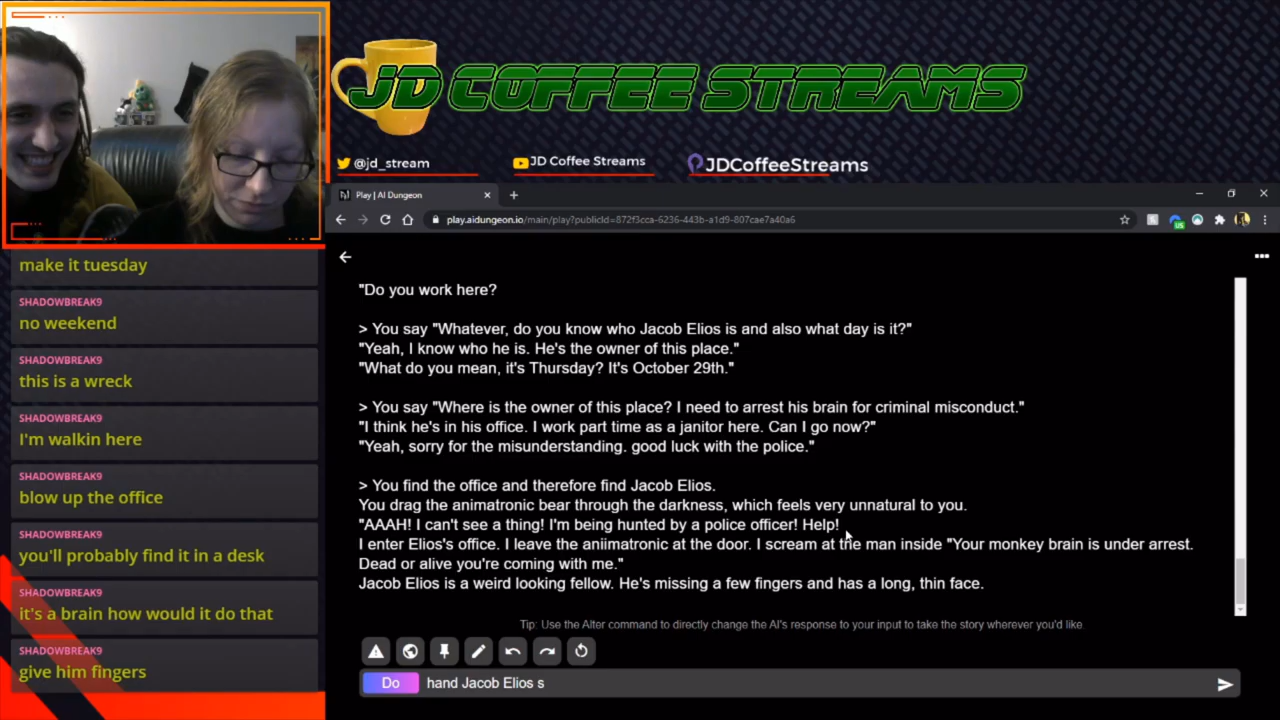 JD COFFEE STREAMS
@jd_stream
JD Coffee Streams
JDCoffeeStreams
Play | AI Dungeon
play.aidungeon.io/main/play?publicId=872f3cca-6236-443b-a1d9-807cae7a40a6
make it tuesday
SHADOWBREAK9
no weekend
SHADOWBREAK9
this is a wreck
SHADOWBREAK9
I'm walkin here
SHADOWBREAK9
blow up the office
SHADOWBREAK9
you'll probably find it in a desk
SHADOWBREAK9
it's a brain how would it do that
SHADOWBREAK9
give him fingers
"Do you work here?
> You say "Whatever, do you know who Jacob Elios is and also what day is it?"
"Yeah, I know who he is. He's the owner of this place."
"What do you mean, it's Thursday? It's October 29th."
> You say "Where is the owner of this place? I need to arrest his brain for criminal misconduct."
"I think he's in his office. I work part time as a janitor here. Can I go now?"
"Yeah, sorry for the misunderstanding. good luck with the police."
> You find the office and therefore find Jacob Elios.
You drag the animatronic bear through the darkness, which feels very unnatural to you.
"AAAH! I can't see a thing! I'm being hunted by a police officer! Help!
I enter Elios's office. I leave the aniimatronic at the door. I scream at the man inside "Your monkey brain is under arrest.
Dead or alive you're coming with me."
Jacob Elios is a weird looking fellow. He's missing a few fingers and has a long, thin face.
Tip: Use the Alter command to directly change the AI's response to your input to take the story wherever you'd like.
Do
hand Jacob Elios s